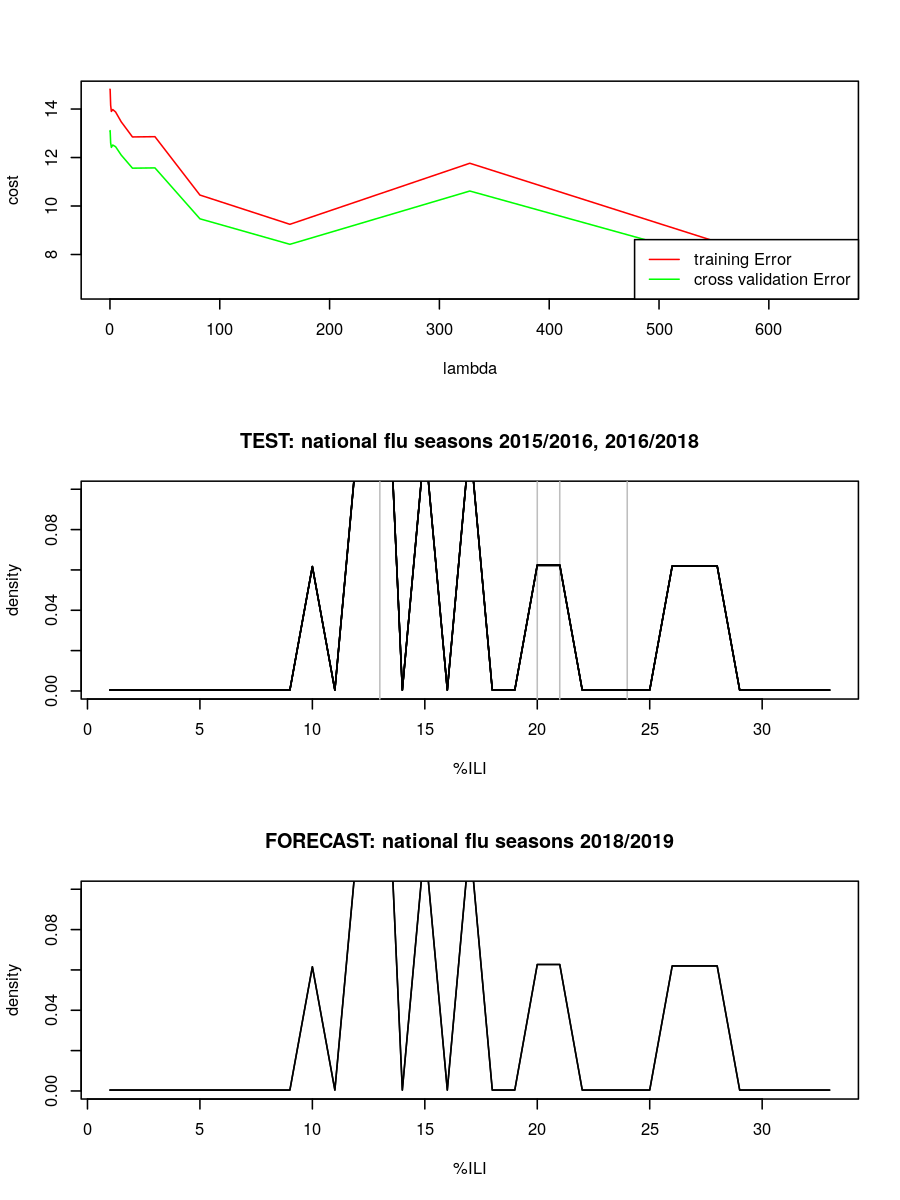 14
12
10
8
cost
training Error
cross validation Error
0 100 200 300 400 500 600
lambda
TEST: national flu seasons 2015/2016, 2016/2018
0.08
0.04
0.00
density
0 5 10 15 20 25 30
%ILI
FORECAST: national flu seasons 2018/2019
0.08
0.04
0.00
density
0 5 10 15 20 25 30
%ILI